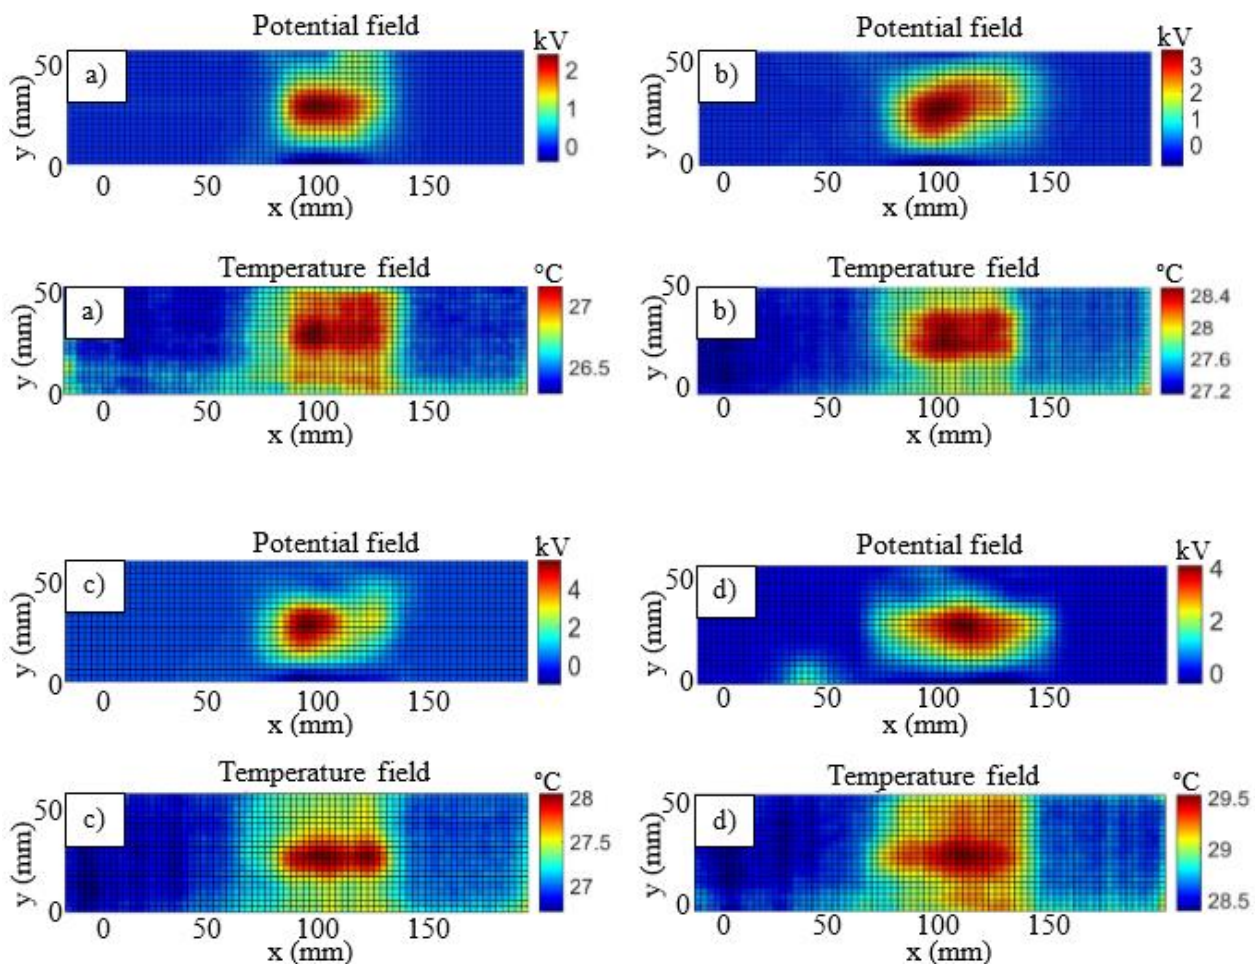 Potential field
kV
a)
50
0
y (mm)
2
1
0
0 50 100 150
x (mm)
Potential field
kV
b)
50
0
y (mm)
3
2
1
0
0 50 100 150
x (mm)
Temperature field
°C
a)
50
0
y (mm)
27
26.5
0 50 100 150
x (mm)
Temperature field
°C
b)
50
0
y (mm)
28.4
28
27.6
27.2
0 50 100 150
x (mm)
Potential field
kV
c)
50
0
y (mm)
4
2
0
0 50 100 150
x (mm)
Potential field
kV
d)
50
0
y (mm)
4
2
0
0 50 100 150
x (mm)
Temperature field
°C
c)
50
0
y (mm)
28
27.5
27
0 50 100 150
x (mm)
Temperature field
°C
d)
50
0
y (mm)
29.5
29
28.5
0 50 100 150
x (mm)